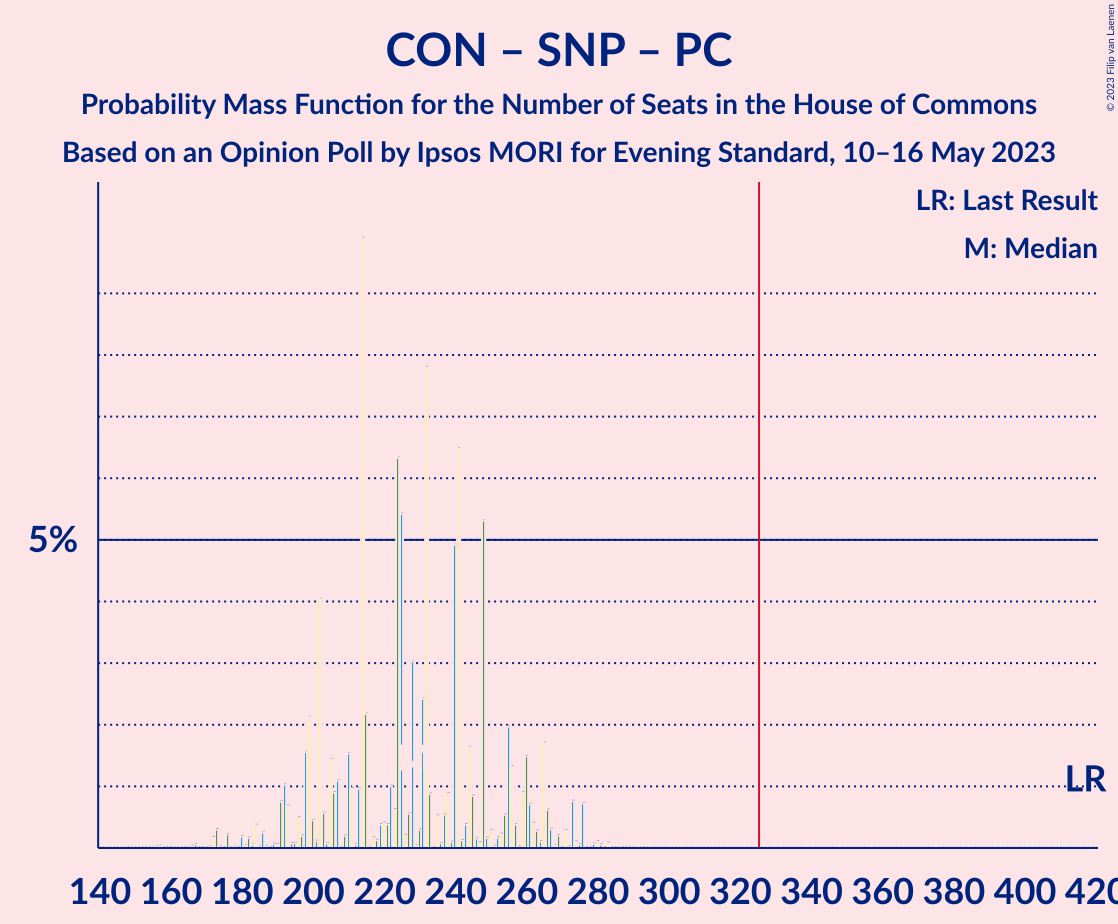 CON – SNP – PC
Probability Mass Function for the Number of Seats in the House of Commons
Based on an Opinion Poll by Ipsos MORI for Evening Standard, 10–16 May 2023
© 2023 Filip van Laenen
LR: Last Result
M: Median
5%
LR
140 160 180 200 220 240 260 280 300 320 340 360 380 400 420